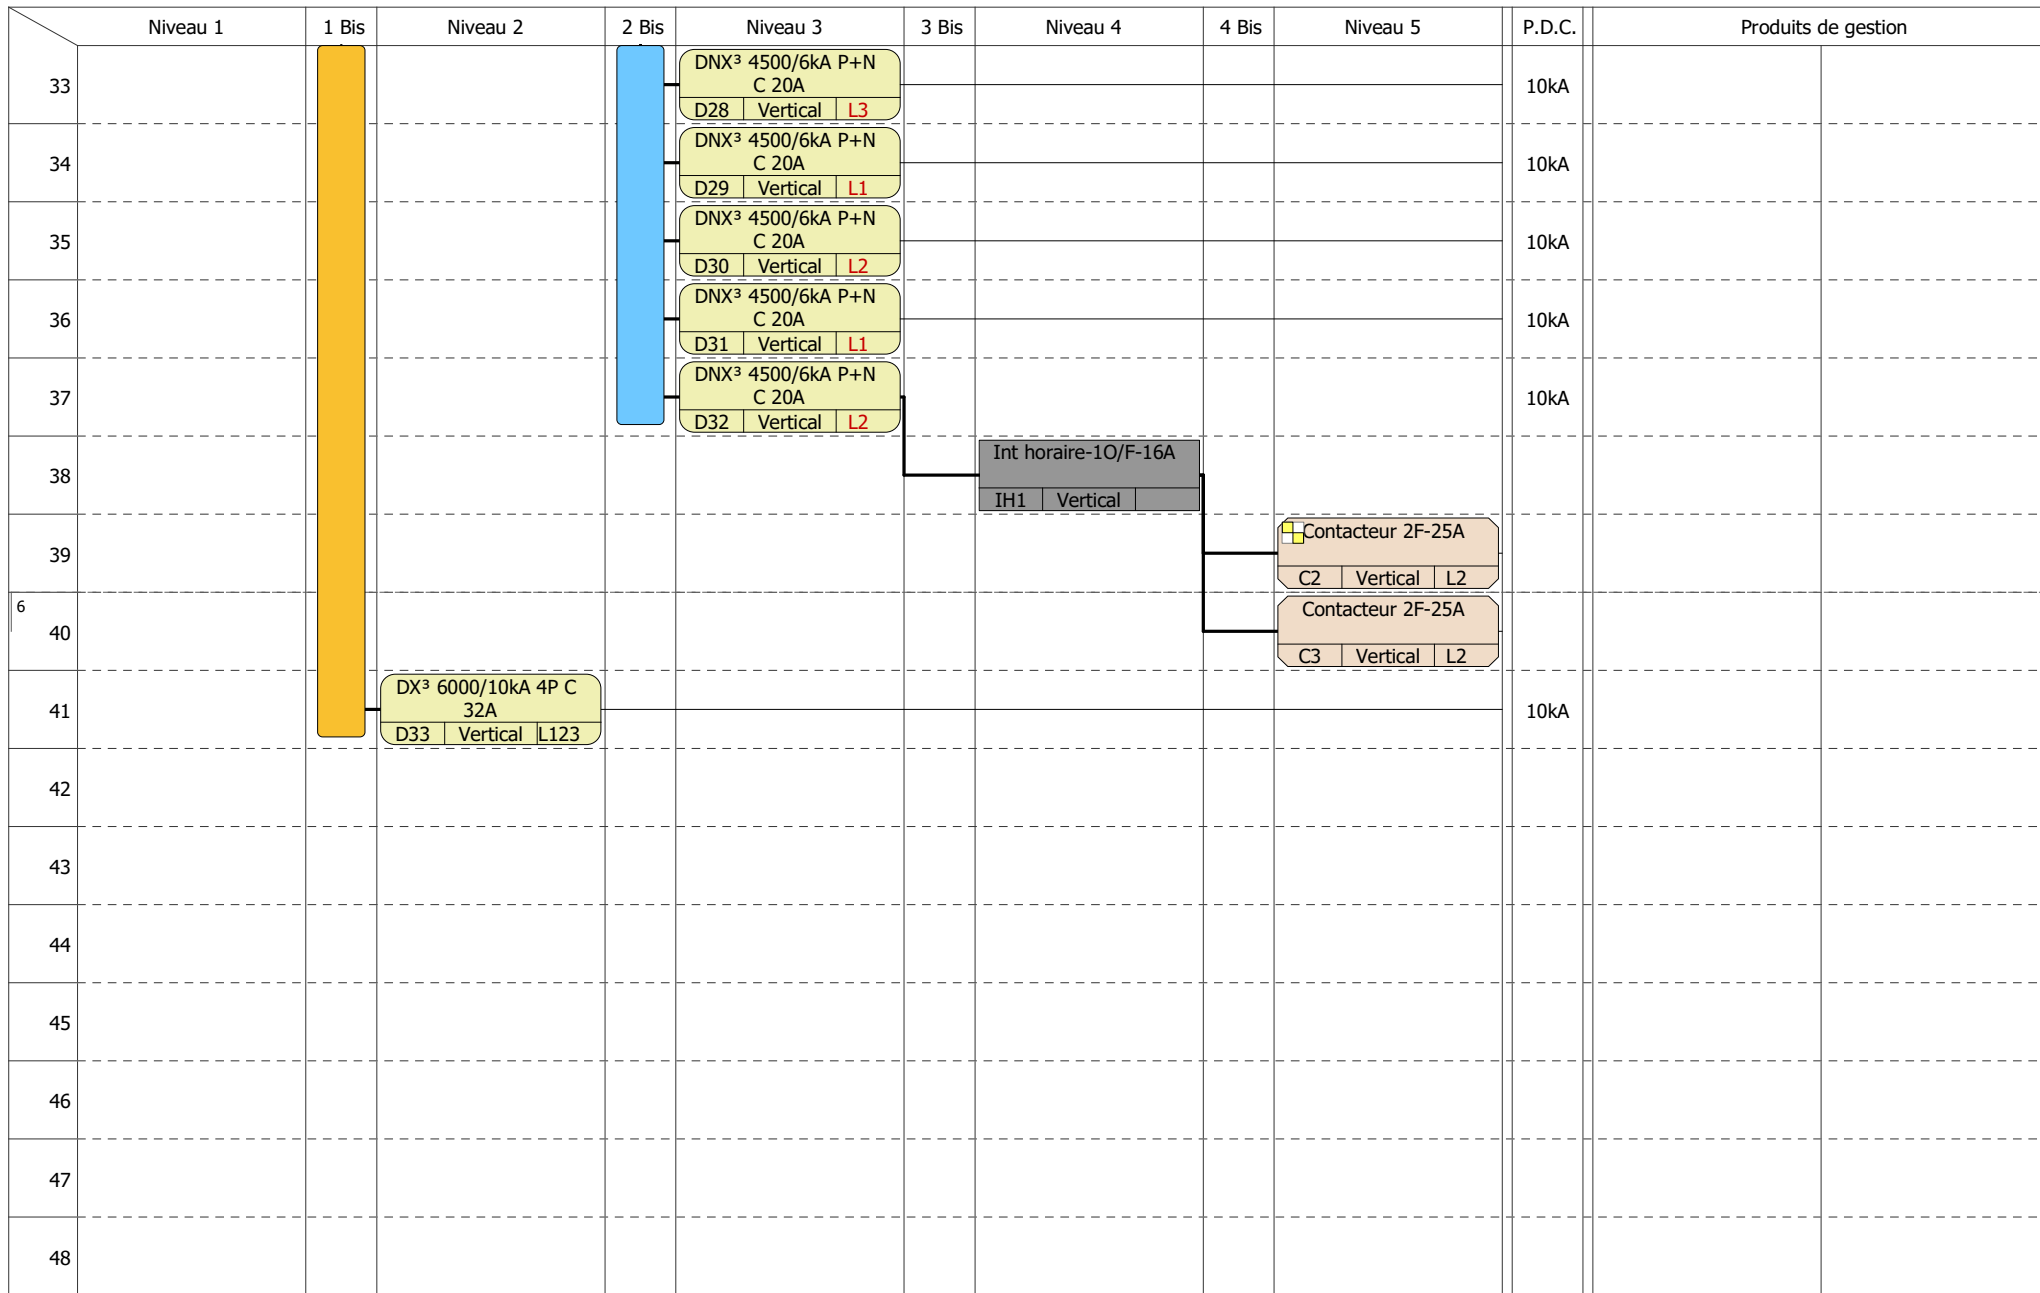 Niveau 1 1 Bis Niveau 2 2 Bis Niveau 3 3 Bis Niveau 4 4 Bis Niveau 5 P.D.C. Produits de gestion
DNX³ 4500/6kA P+N
33 C 20A 10kA
D28 Vertical L3
DNX³ 4500/6kA P+N
34 C 20A 10kA
D29 Vertical L1
DNX³ 4500/6kA P+N
35 C 20A 10kA
D30 Vertical L2
DNX³ 4500/6kA P+N
36 C 20A 10kA
D31 Vertical L1
DNX³ 4500/6kA P+N
37 C 20A 10kA
D32 Vertical L2
Int horaire-1O/F-16A
38
IH1 Vertical
Contacteur 2F-25A
39
C2 Vertical L2
6
Contacteur 2F-25A
40
C3 Vertical L2
DX³ 6000/10kA 4P C
41 32A 10kA
D33 Vertical L123
42
43
44
45
46
47
48